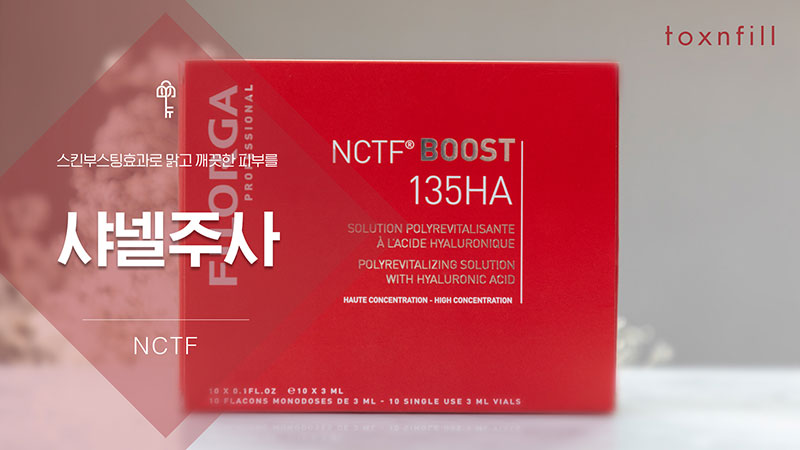 toxnfill
스킨부스팅효과로 맑고 깨끗한 피부를
샤넬주사
NCTF
FILORGA
PROFESSIONAL
NCTF® BOOST
135HA
SOLUTION POLYREVITALISANTE
À L'ACIDE HYALURONIQUE
POLYREVITALIZING SOLUTION
WITH HYALURONIC ACID
HAUTE CONCENTRATION - HIGH CONCENTRATION
10 X 0.1FL.OZ ℮10 X 3 ML
10 FLACONS MONODOSES DE 3 ML - 10 SINGLE USE 3 ML VIALS